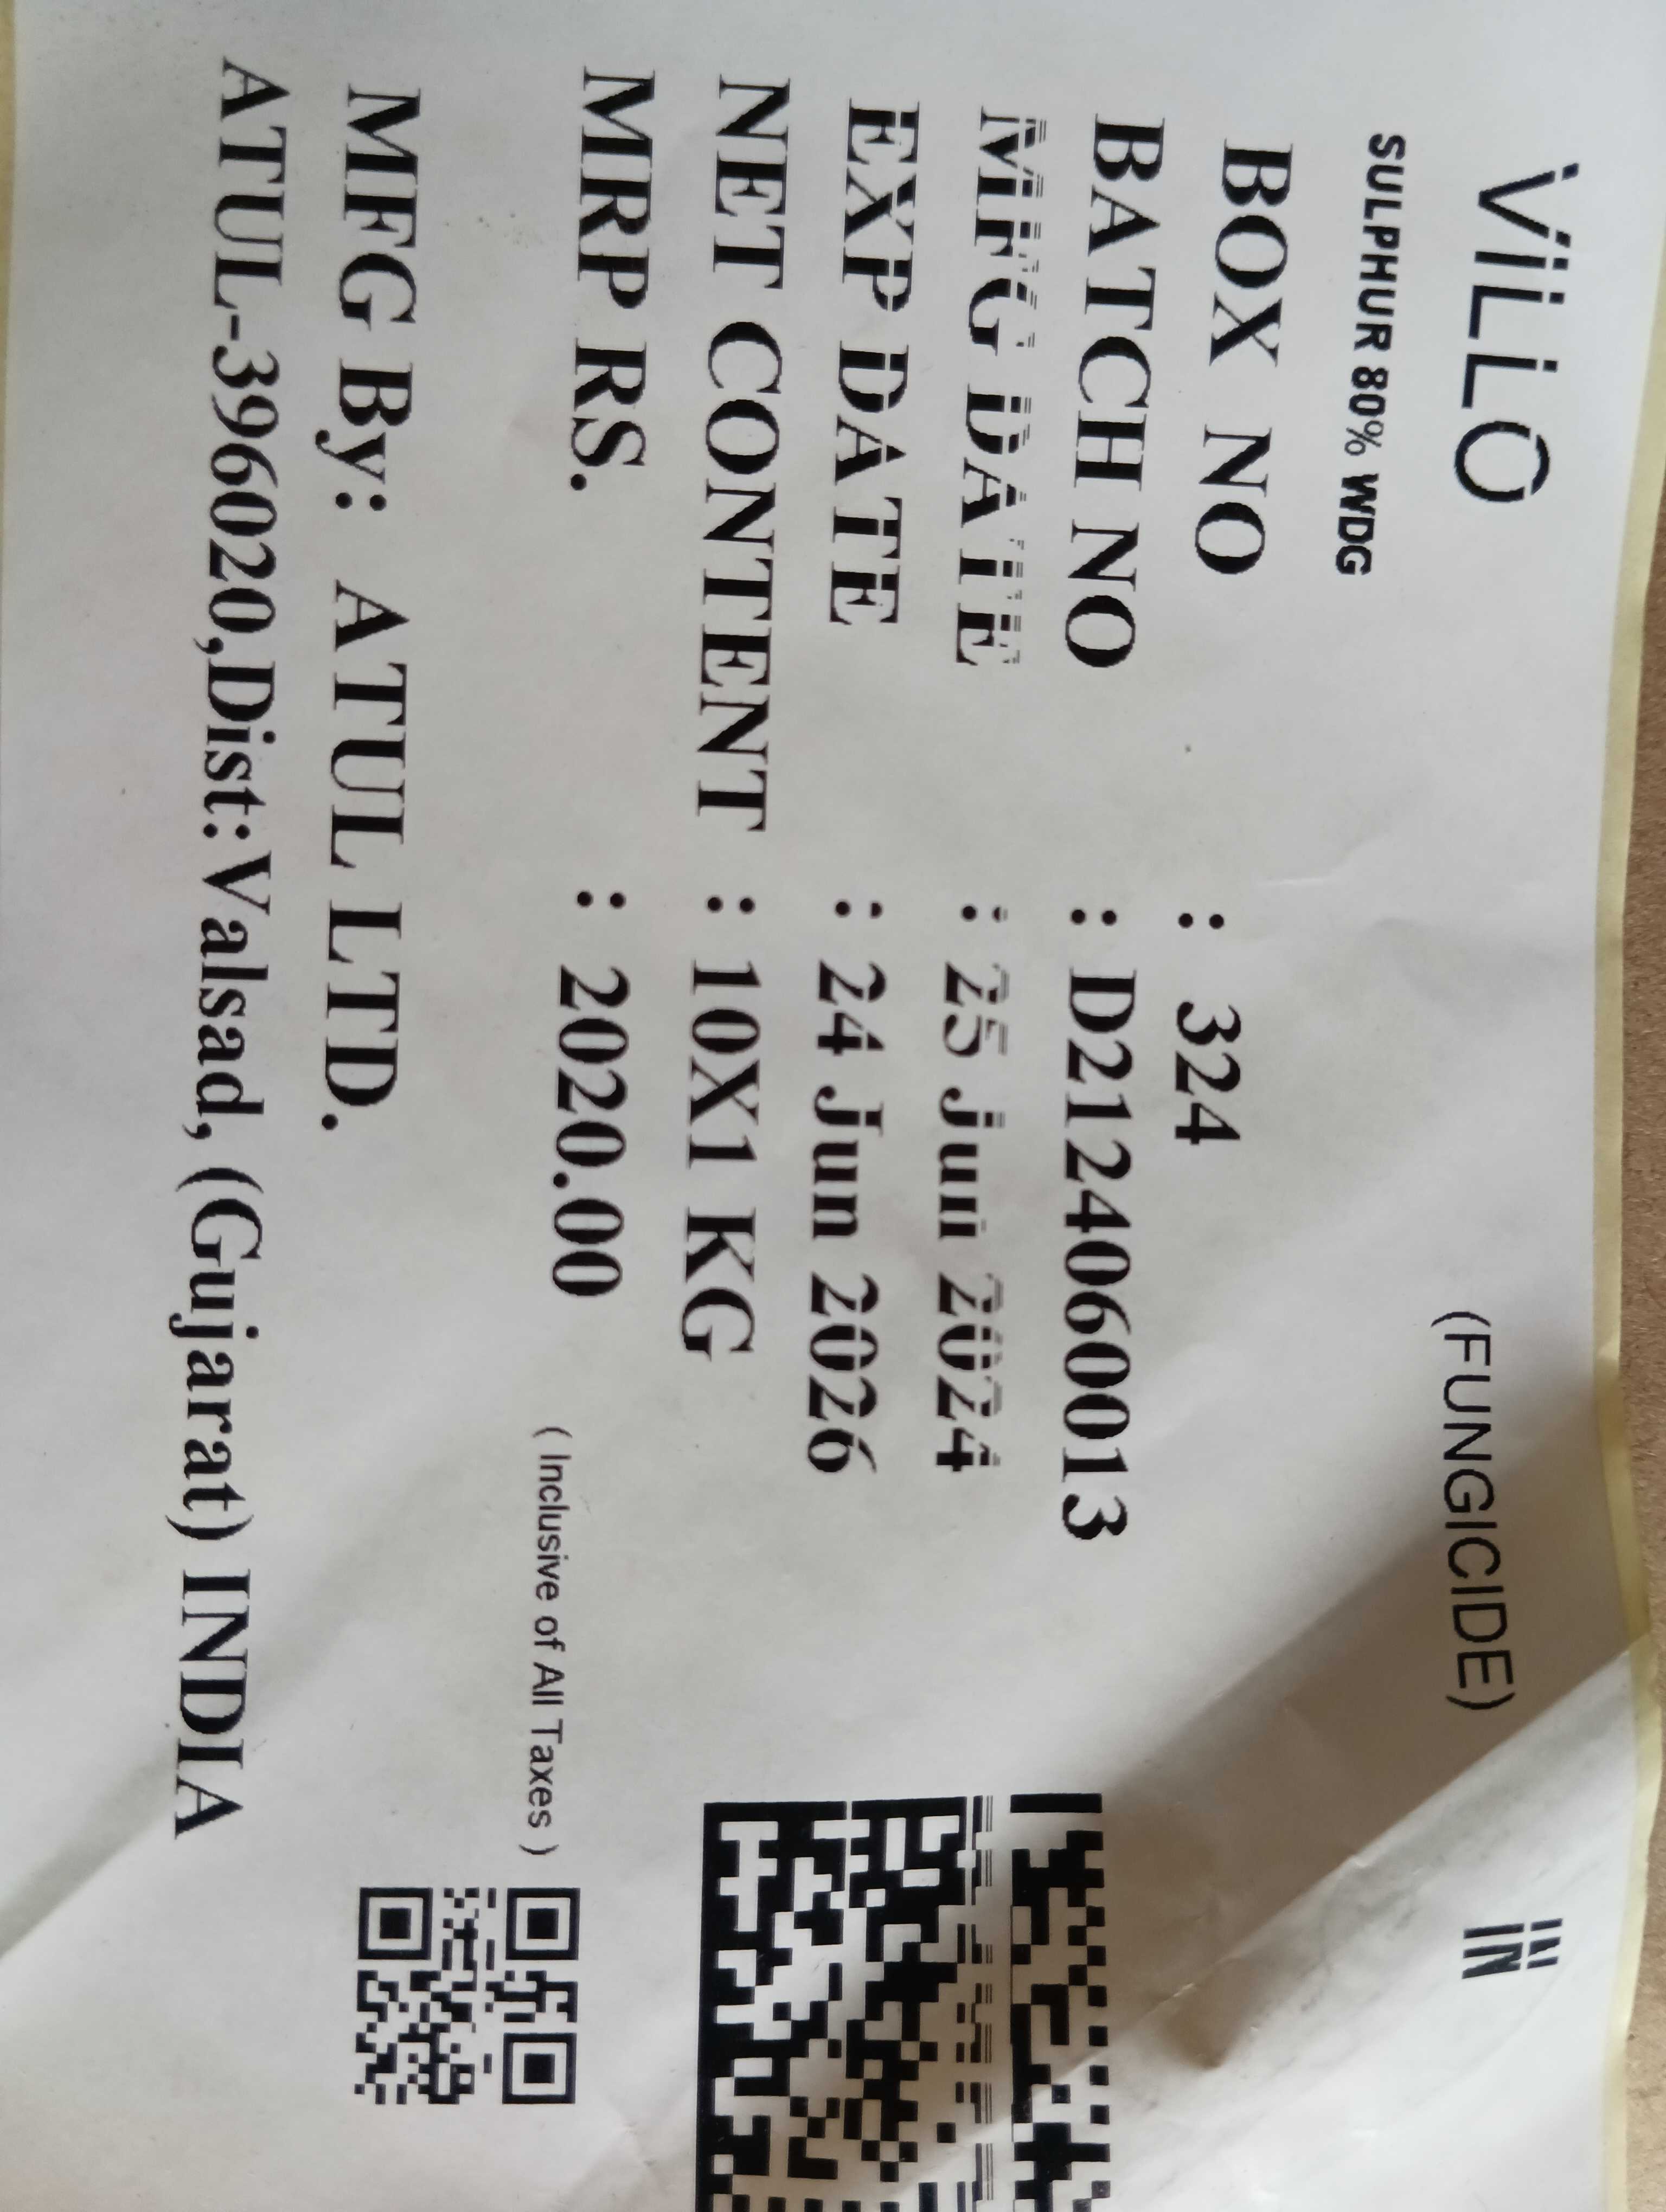 ViLLO (FUNGICIDE) IN
SULPHUR 80% WDG
BOX NO : 324
BATCH NO : D2124060013
MFG DATE : 25 Jun 2024
EXP DATE : 24 Jun 2026
NET CONTENT : 10X1 KG
MRP RS. : 2020.00 ( Inclusive of All Taxes )
MFG By: ATUL LTD.
ATUL-396020,Dist:Valsad, (Gujarat) INDIA